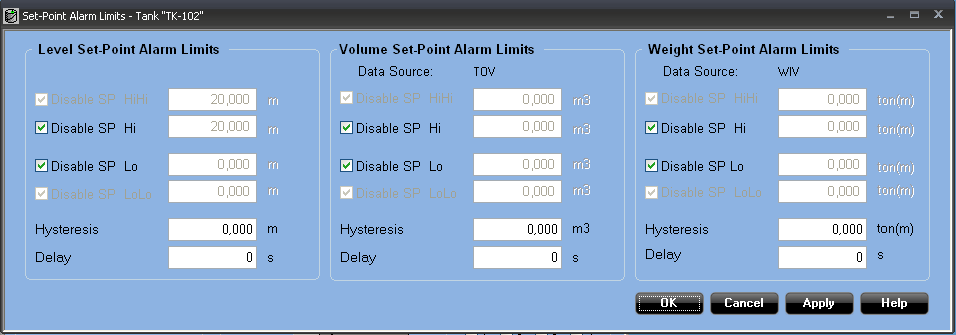 Set-Point Alarm Limits - Tank "TK-102"
Level Set-Point Alarm Limits
Disable SP HiHi 20,000 m
Disable SP Hi 20,000 m
Disable SP Lo 0,000 m
Disable SP LoLo 0,000 m
Hysteresis 0,000 m
Delay 0 s
Volume Set-Point Alarm Limits
Data Source: TOV
Disable SP HiHi 0,000 m3
Disable SP Hi 0,000 m3
Disable SP Lo 0,000 m3
Disable SP LoLo 0,000 m3
Hysteresis 0,000 m3
Delay 0 s
Weight Set-Point Alarm Limits
Data Source: WIV
Disable SP HiHi 0,000 ton(m)
Disable SP Hi 0,000 ton(m)
Disable SP Lo 0,000 ton(m)
Disable SP LoLo 0,000 ton(m)
Hysteresis 0,000 ton(m)
Delay 0 s
OK Cancel Apply Help